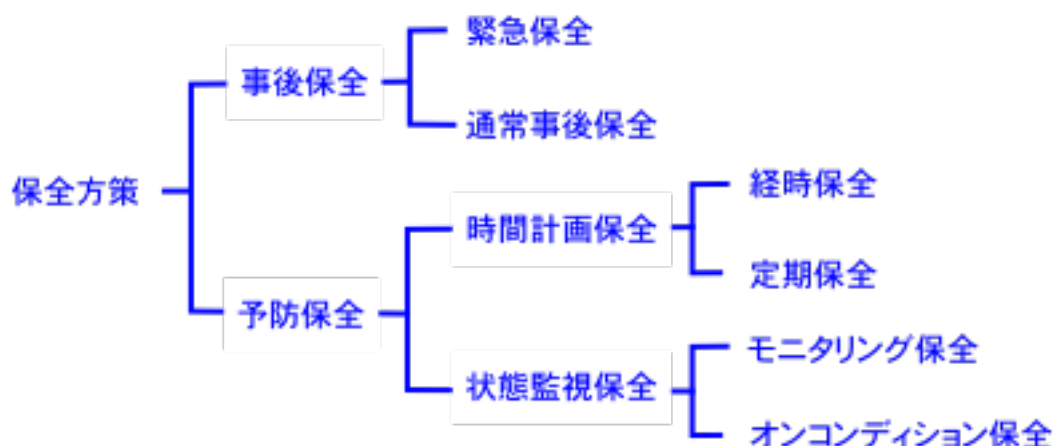 保全方策
事後保全
緊急保全
通常事後保全
予防保全
時間計画保全
経時保全
定期保全
状態監視保全
モニタリング保全
オンコンディション保全